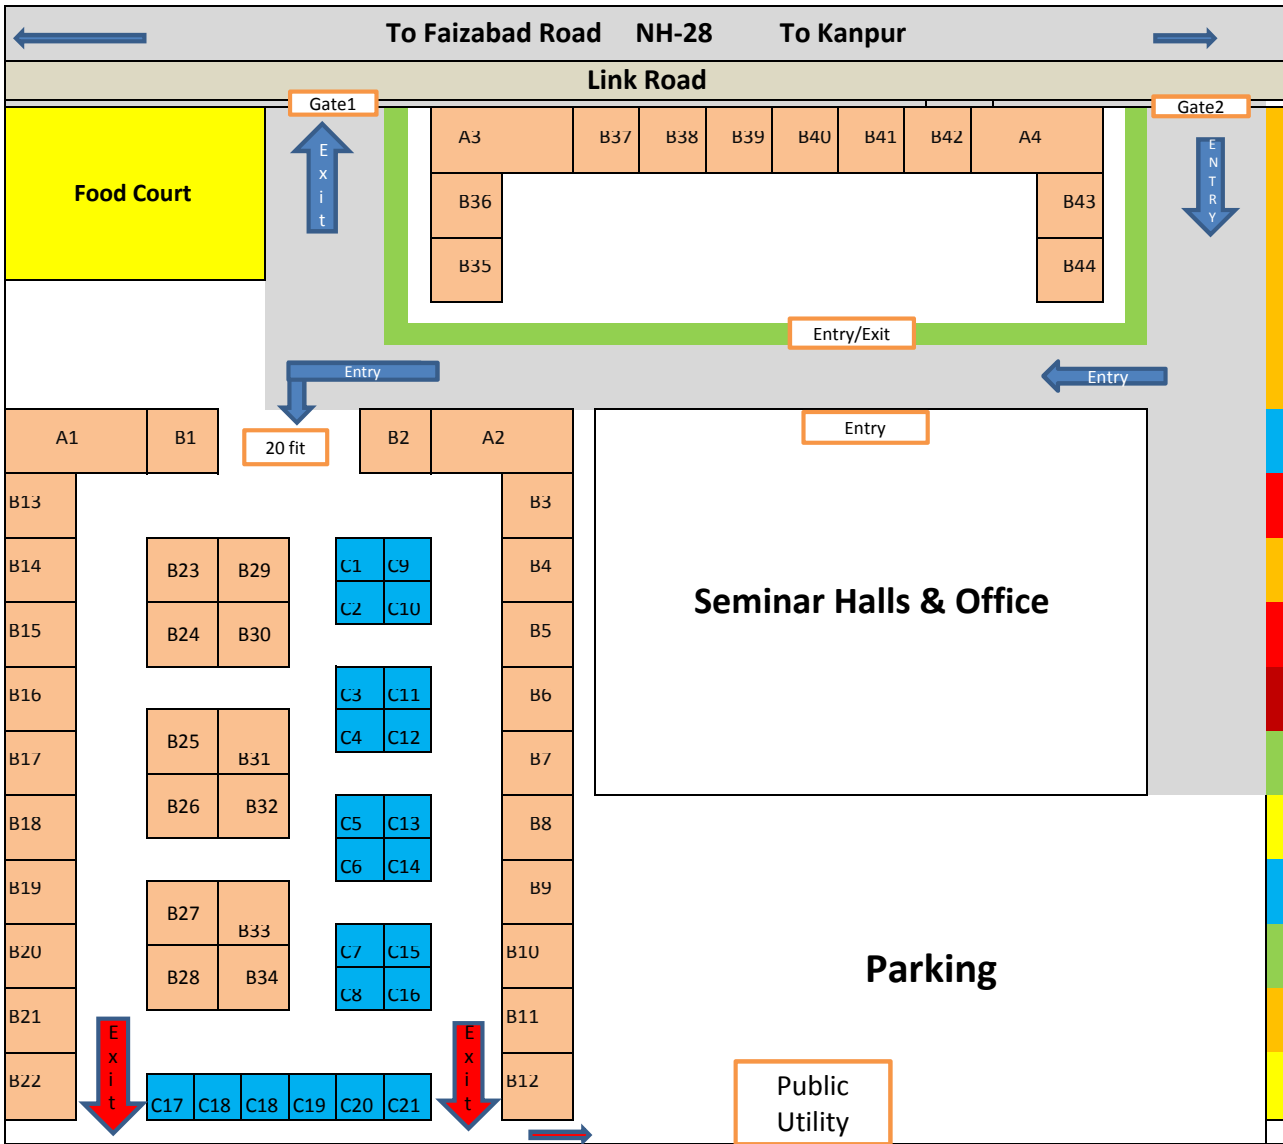 To Faizabad Road NH-28 To Kanpur
Link Road
Gate1
Gate2
Food Court
Exit
A3 B37 B38 B39 B40 B41 B42 A4
ENTRY
B36 B43
B35 B44
Entry/Exit
Entry
Entry
A1 B1
20 fit
B2 A2
Entry
B13 B3
B14 B23 B29 C1 C9 B4
C2 C10
B15 B24 B30 B5
Seminar Halls & Office
B16 C3 C11 B6
B25 C4 C12
B17 B31 B7
B18 B26 B32 C5 C13 B8
C6 C14
B19 B9
B27
B33
B20 C7 C15 B10
B28 B34 C8 C16
Parking
B21 B11
Exit
Exit
B22 B12
C17 C18 C18 C19 C20 C21
Public
Utility